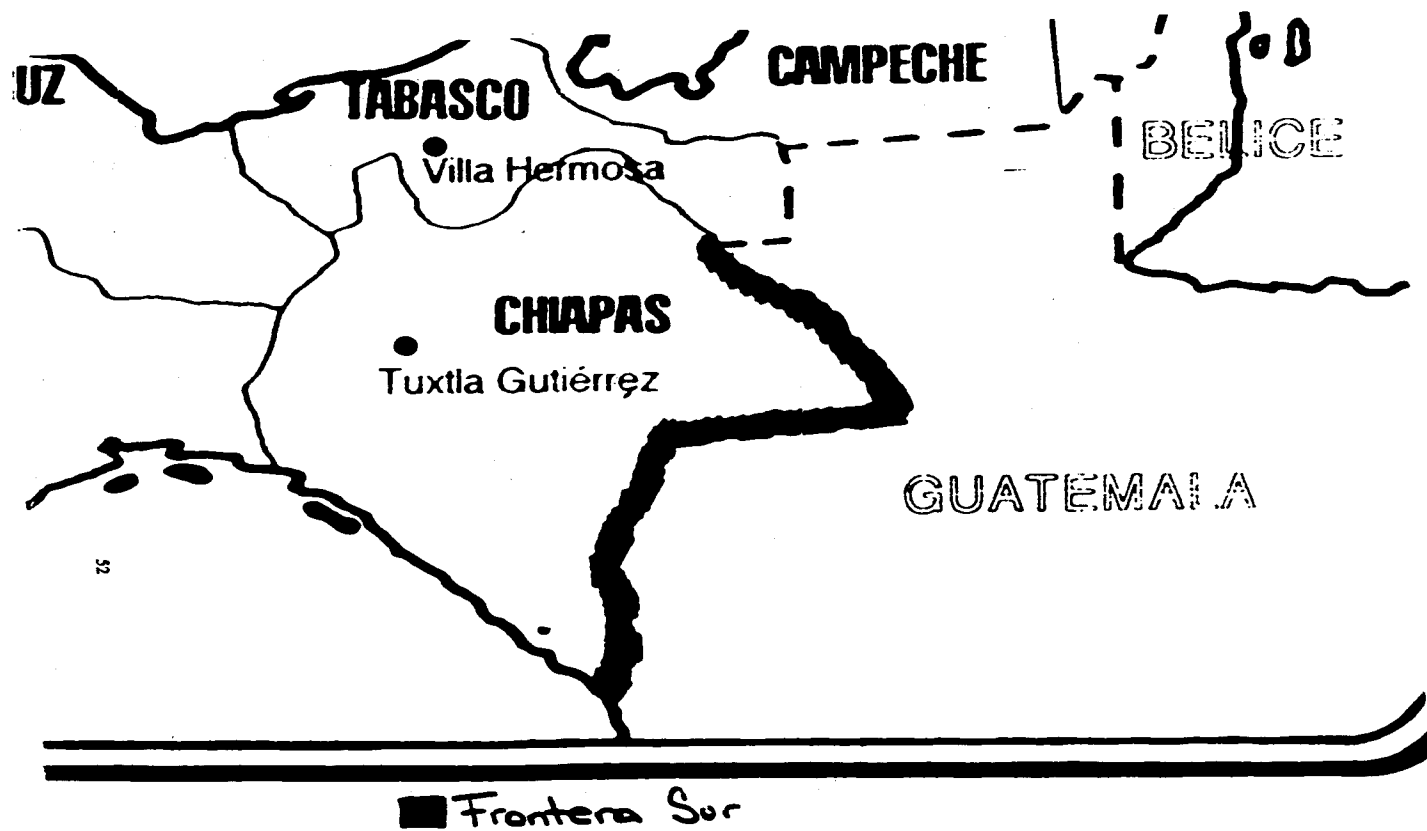 UZ
TABASCO
CAMPECHE
BELICE
Villa Hermosa
CHIAPAS
Tuxtla Gutiérrez
GUATEMALA
52
Frontera Sur